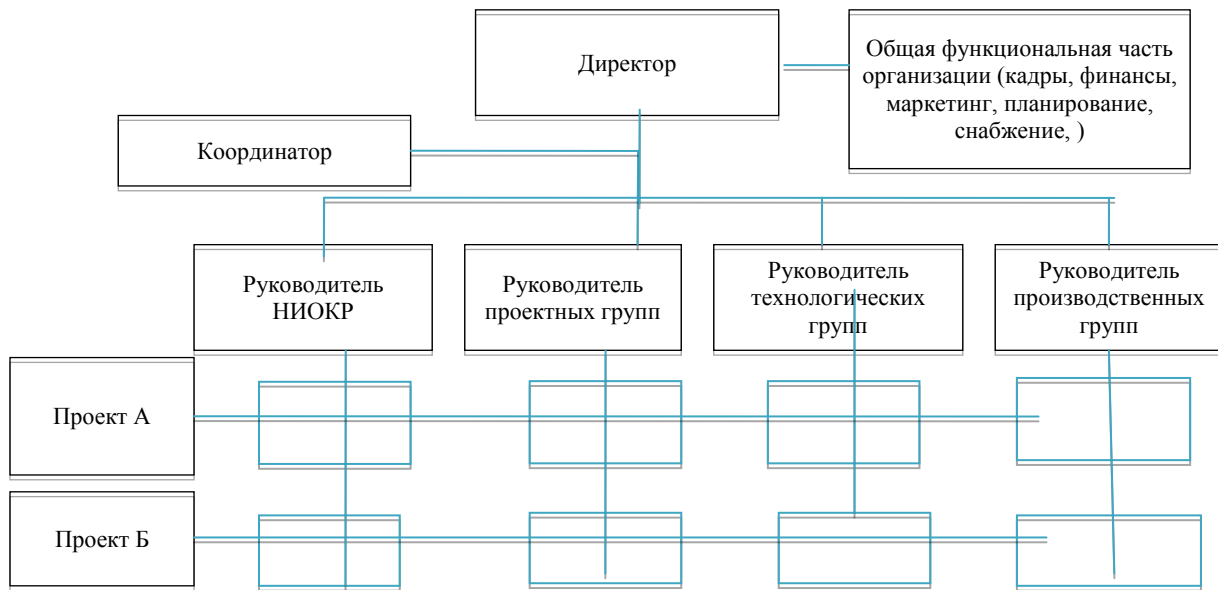 Директор
Общая функциональная часть
организации (кадры, финансы,
маркетинг, планирование,
снабжение, )
Координатор
Руководитель
НИОКР
Руководитель
проектных групп
Руководитель
технологических
групп
Руководитель
производственных
групп
Проект А
Проект Б